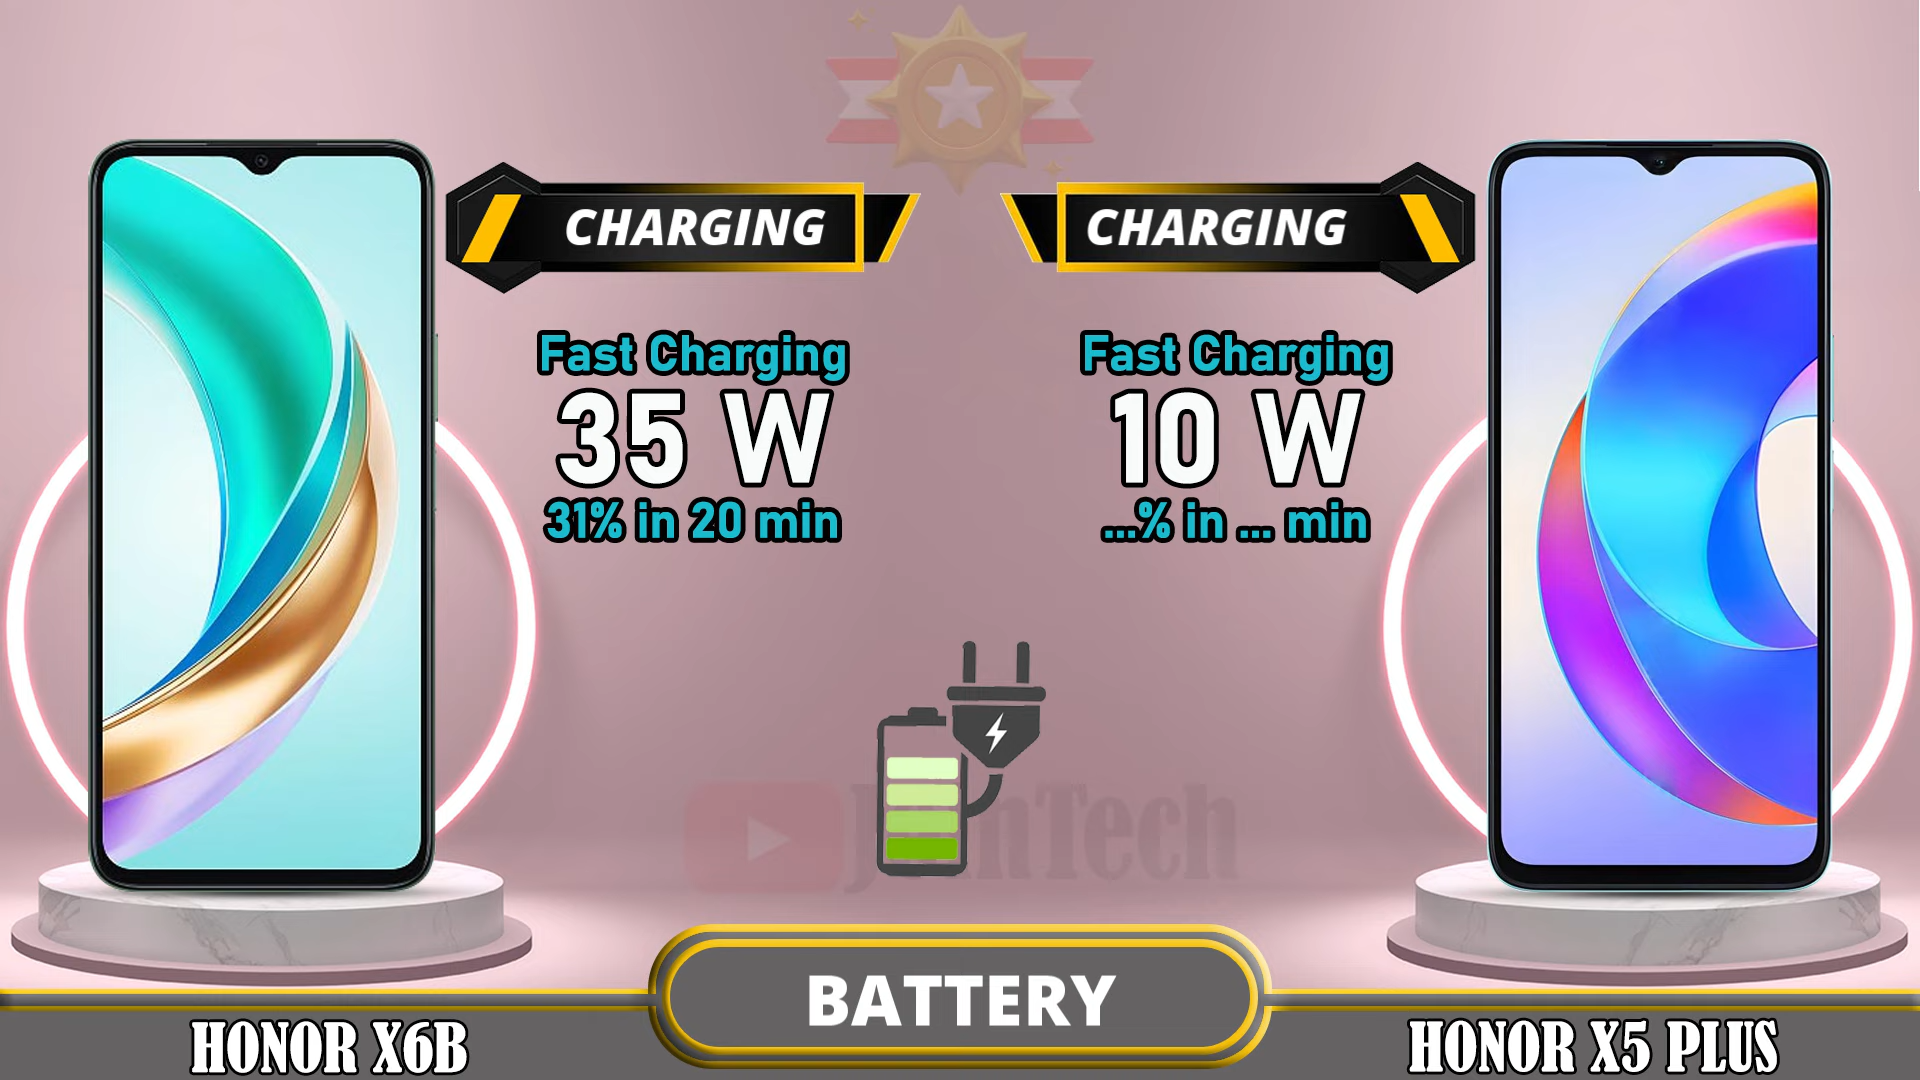 CHARGING
Fast Charging
35 W
31% in 20 min
CHARGING
Fast Charging
10 W
...% in ... min
BATTERY
HONOR X6B
HONOR X5 PLUS